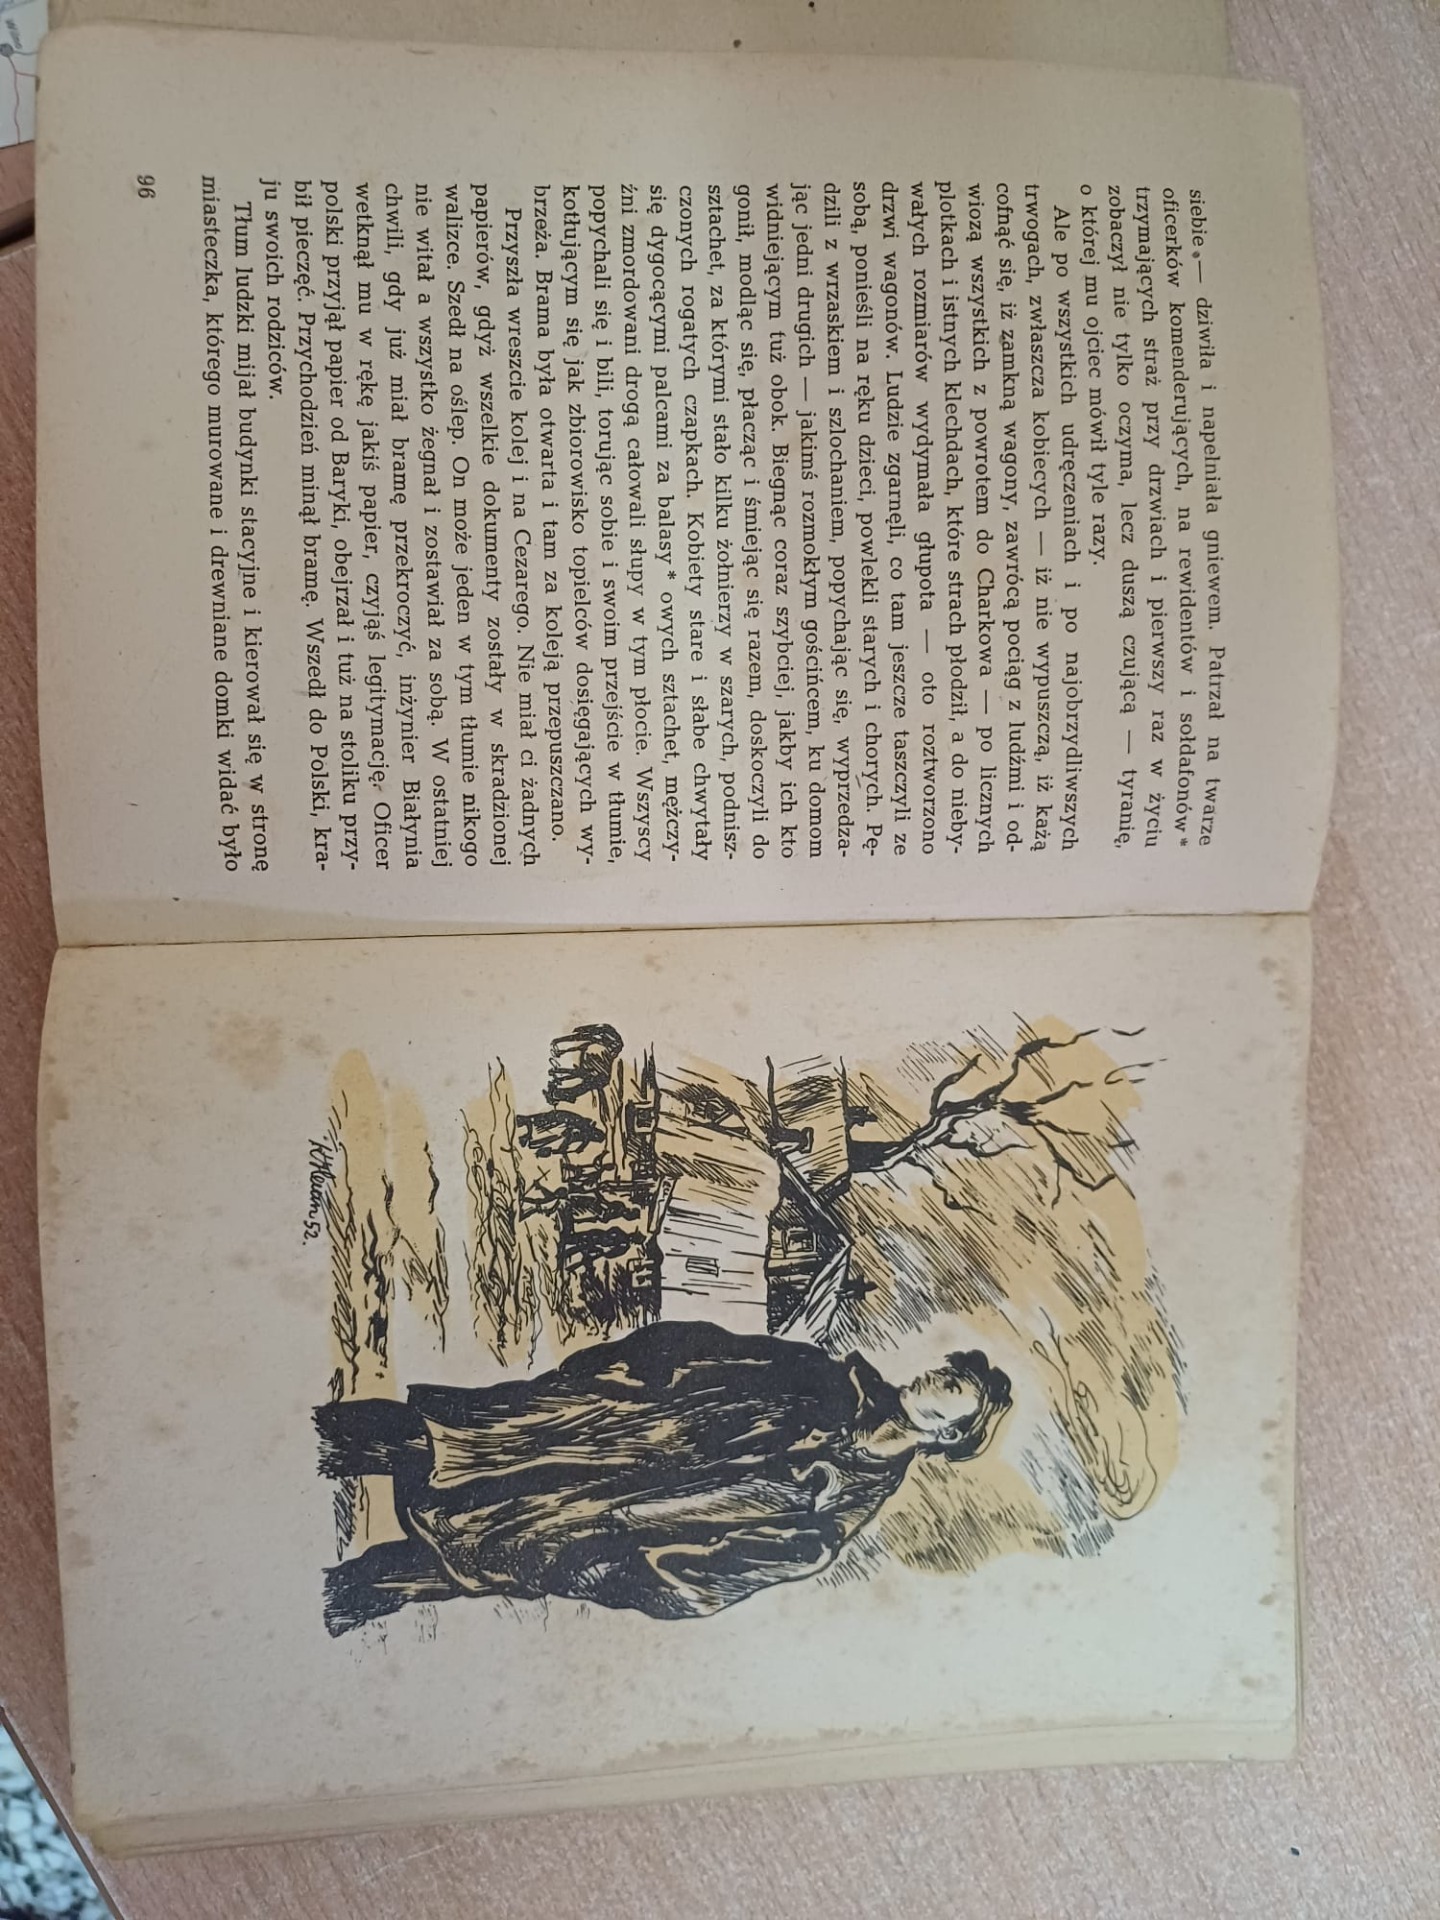 siebie — dziwiła i napełniała gniewem. Patrzał na twarze
oficerków komenderujących, na rewidentów i sołdafonów *
trzymających straż przy drzwiach i pierwszy raz w życiu
zobaczył nie tylko oczyma, lecz duszą czującą — tyranię,
o której mu ojciec mówił tyle razy.
Ale po wszystkich udręczeniach i po najobrzydliwszych
trwogach, zwłaszcza kobiecych — iż nie wypuszczą, iż każą
cofnąć się, iż zamkną wagony, zawrócą pociąg z ludźmi i od-
wiozą wszystkich z powrotem do Charkowa — po licznych
plotkach i istnych klechdach, które strach płodził, a do nieby-
wałych rozmiarów wydymała głupota — oto roztworzono
drzwi wagonów. Ludzie zgarnęli, co tam jeszcze taszczyli ze
sobą, ponieśli na ręku dzieci, powlekli starych i chorych. Pę-
dzili z wrzaskiem i szlochaniem, popychając się, wyprzedza-
jąc jedni drugich — jakimś rozmokłym gościńcem, ku domom
widniejącym tuż obok. Biegnąc coraz szybciej, jakby ich kto
gonił, modląc się, płacząc i śmiejąc się razem, doskoczyli do
sztachet, za którymi stało kilku żołnierzy w szarych, podnisz-
czonych rogatych czapkach. Kobiety stare i słabe chwytały
się dygocącymi palcami za balasy * owych sztachet, mężczy-
źni zmordowani drogą całowali słupy w tym płocie. Wszyscy
popychali się i bili, torując sobie i swoim przejście w tłumie,
kotłującym się jak zbiorowisko topielców dosięgających wy-
brzeża. Brama była otwarta i tam za koleją przepuszczano.
Przyszła wreszcie kolej i na Cezarego. Nie miał ci żadnych
papierów, gdyż wszelkie dokumenty zostały w skradzionej
walizce. Szedł na oślep. On może jeden w tym tłumie nikogo
nie witał a wszystko żegnał i zostawiał za sobą. W ostatniej
chwili, gdy już miał bramę przekroczyć, inżynier Białynia
wetknął mu w rękę jakiś papier, czyjąś legitymację. Oficer
polski przyjął papier od Baryki, obejrzał i tuż na stoliku przy-
bił pieczęć. Przychodzień minął bramę. Wszedł do Polski, kra-
ju swoich rodziców.
Tłum ludzki mijał budynki stacyjne i kierował się w stronę
miasteczka, którego murowane i drewniane domki widać było
96
52.